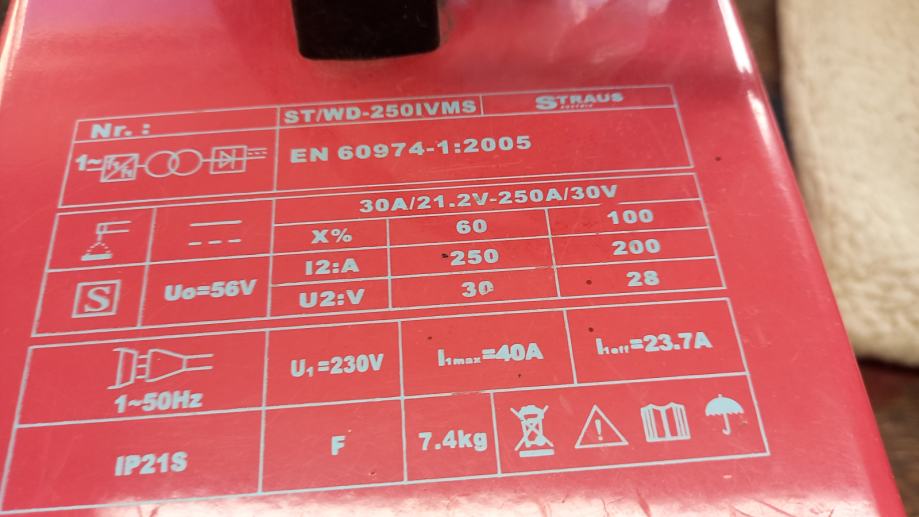 Nr. :
ST/WD-250IVMS
STRAUS
1~
EN 60974-1:2005
30A/21.2V-250A/30V
X% 60 100
I2:A 250 200
S
Uo=56V
U2:V 30 28
1~50Hz
U1=230V
I1max=40A
I1eff=23.7A
IP21S
F
7.4kg